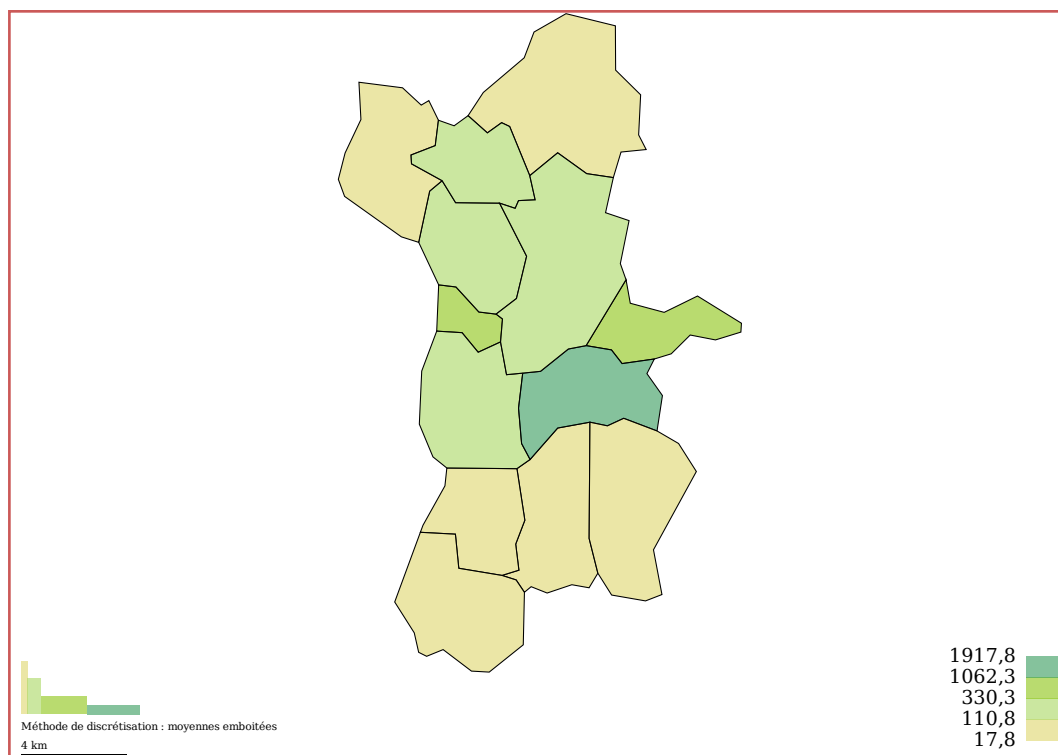 1917,8
1062,3
330,3
110,8
17,8
Méthode de discrétisation : moyennes emboitées
4 km